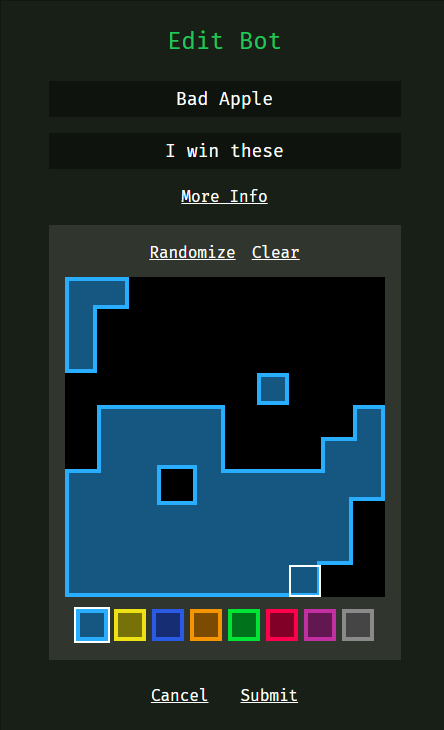 Edit Bot
Bad Apple
I win these
More Info
Randomize Clear
Cancel Submit